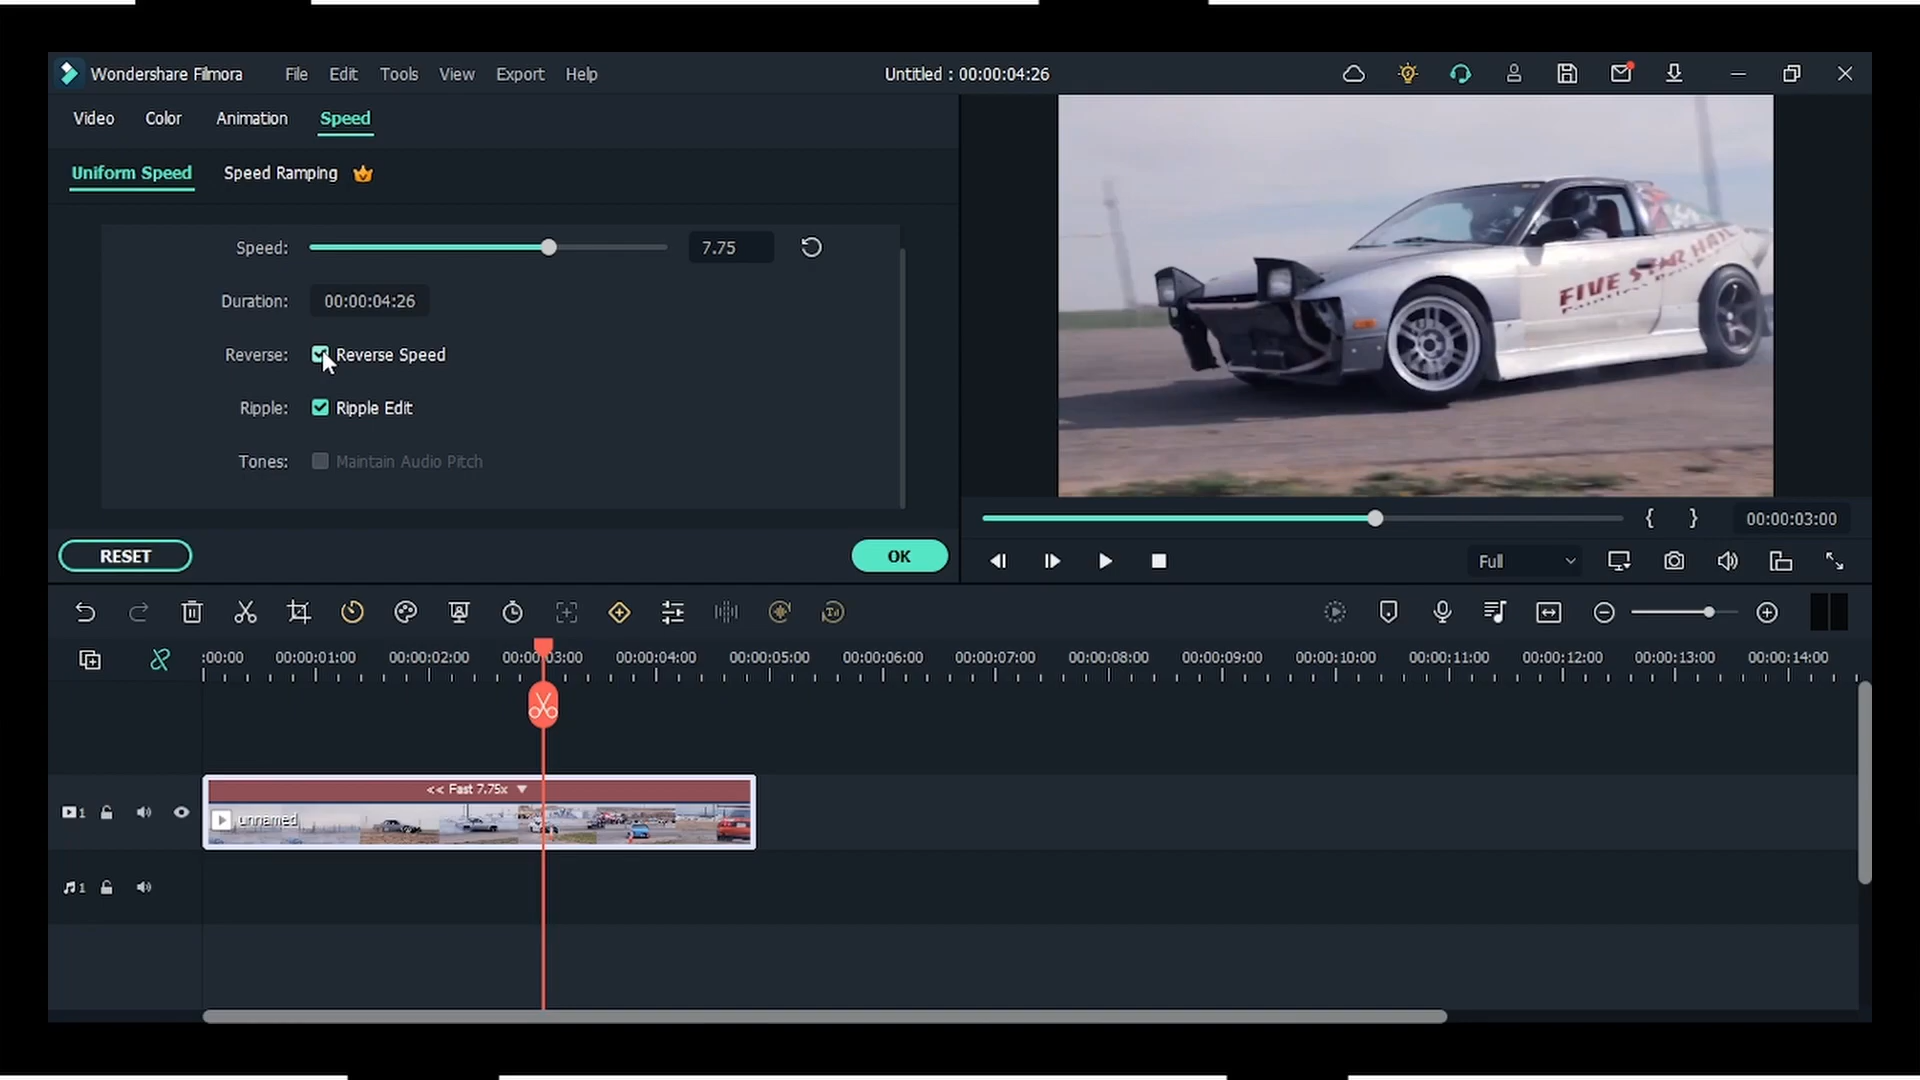 Wondershare Filmora File Edit Tools View Export Help Untitled : 00:00:04:26
Video Color Animation Speed
Uniform Speed Speed Ramping
Speed: 7.75
Duration: 00:00:04:26
Reverse: Reverse Speed
Ripple: Ripple Edit
Tones: Maintain Audio Pitch
RESET OK
FIVE STAR HAIL
00:00:03:00
Full
:00:00 00:00:01:00 00:00:02:00 00:00:03:00 00:00:04:00 00:00:05:00 00:00:06:00 00:00:07:00 00:00:08:00 00:00:09:00 00:00:10:00 00:00:11:00 00:00:12:00 00:00:13:00 00:00:14:00
<< Fast 7.75x
1 unnamed
1